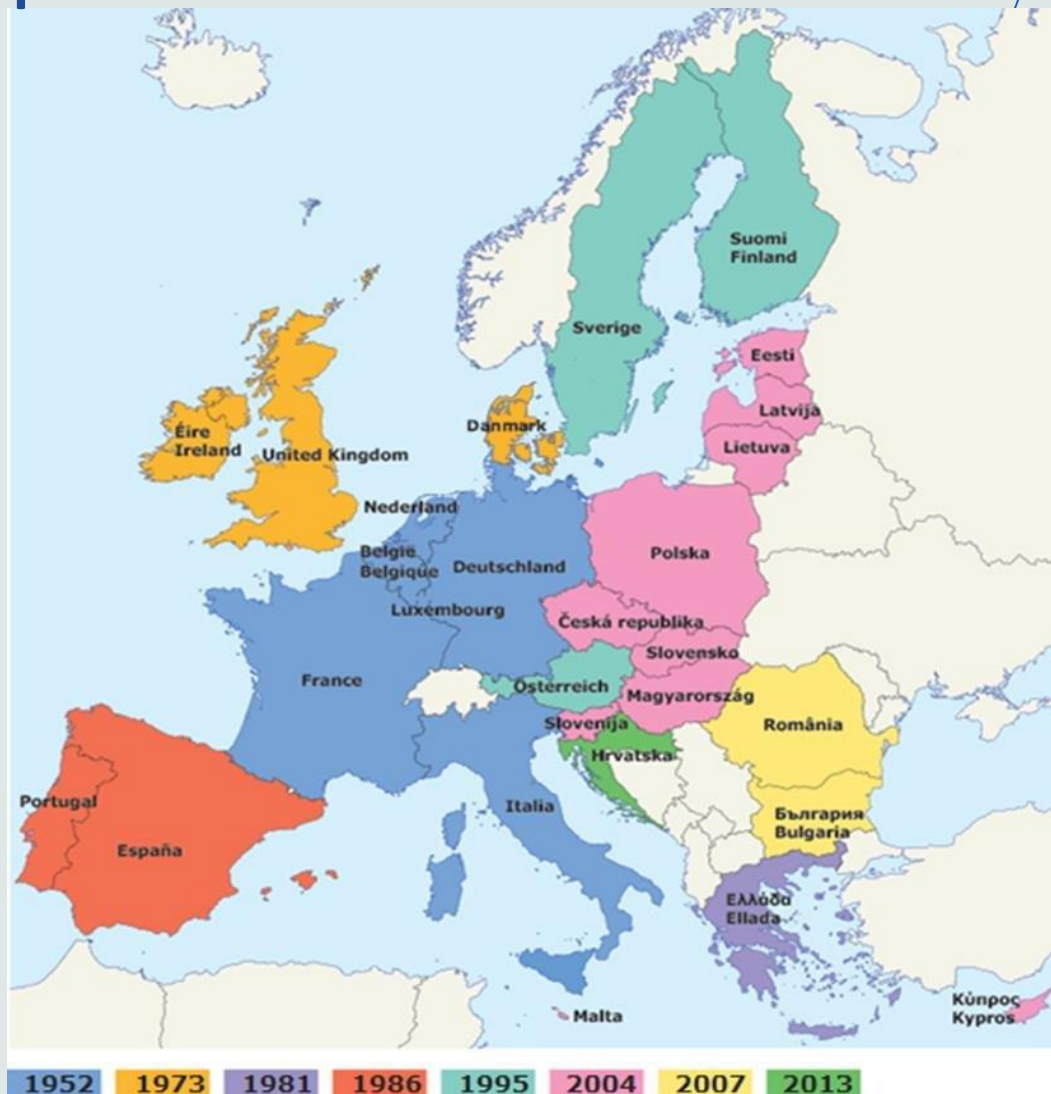 Suomi
Finland
Sverige
Eesti
Latvija
Lietuva
Danmark
Éire
Ireland
United Kingdom
Nederland
België
Belgique
Deutschland
Polska
Luxembourg
Česká republika
Slovensko
France
Österreich
Magyarország
Slovenija
România
Hrvatska
Portugal
Italia
България
Bulgaria
España
Ελλάδα
Ellada
Κύπρος
Kypros
Malta
1952 1973 1981 1986 1995 2004 2007 2013